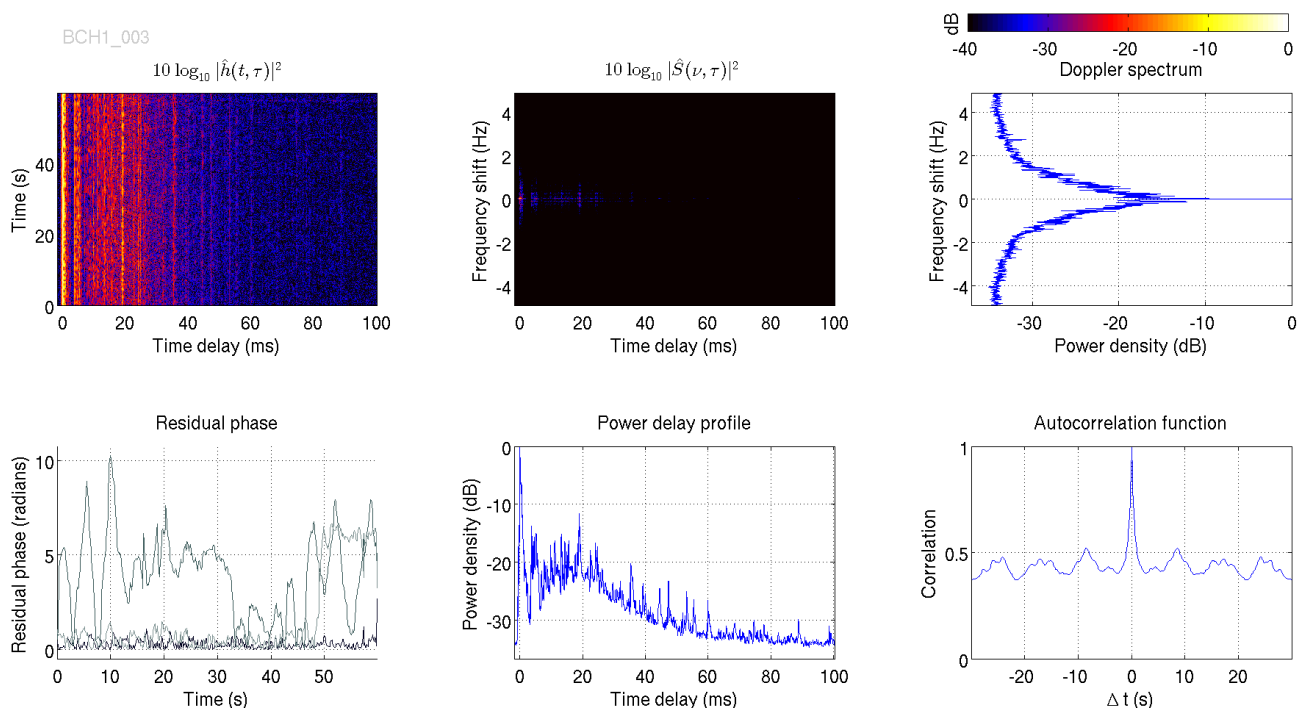 BCH1_003
dB
-40 -30 -20 -10 0
10 log₁₀ |ĥ(t, τ)|²
Time (s)
40
20
0
0 20 40 60 80 100
Time delay (ms)
10 log₁₀ |Ŝ(ν, τ)|²
Frequency shift (Hz)
4
2
0
-2
-4
0 20 40 60 80 100
Time delay (ms)
Doppler spectrum
Frequency shift (Hz)
4
2
0
-2
-4
-30 -20 -10 0
Power density (dB)
Residual phase
Residual phase (radians)
10
5
0
0 10 20 30 40 50
Time (s)
Power delay profile
Power density (dB)
0
-10
-20
-30
0 20 40 60 80 100
Time delay (ms)
Autocorrelation function
Correlation
1
0.5
0
-20 -10 0 10 20
Δ t (s)